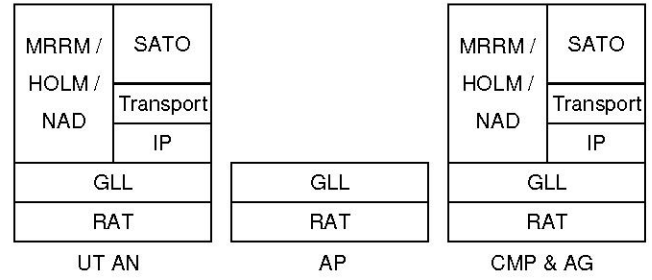 MRRM /
HOLM /
NAD
SATO
Transport
IP
GLL
RAT
UT AN
GLL
RAT
AP
MRRM /
HOLM /
NAD
SATO
Transport
IP
GLL
RAT
CMP & AG